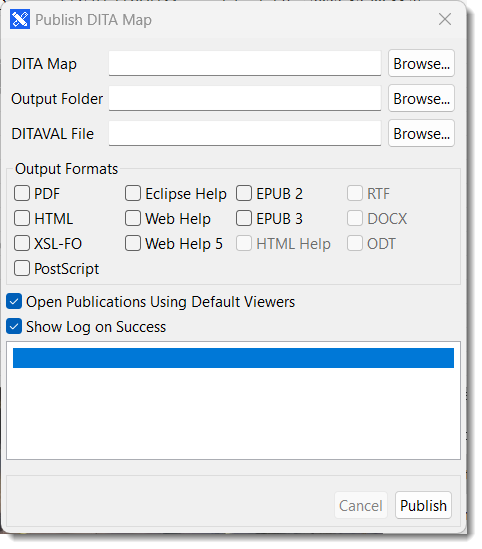 Publish DITA Map
DITA Map Browse...
Output Folder Browse...
DITAVAL File Browse...
Output Formats
PDF Eclipse Help EPUB 2 RTF
HTML Web Help EPUB 3 DOCX
XSL-FO Web Help 5 HTML Help ODT
PostScript
Open Publications Using Default Viewers
Show Log on Success
Cancel Publish